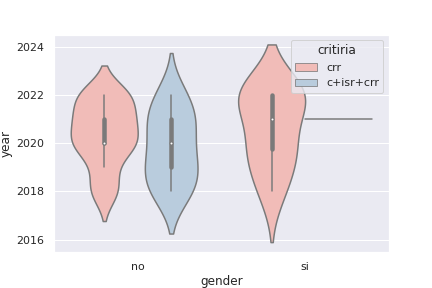 2024
critiria
crr
c+isr+crr
2022
2020
2018
2016
year
no
si
gender